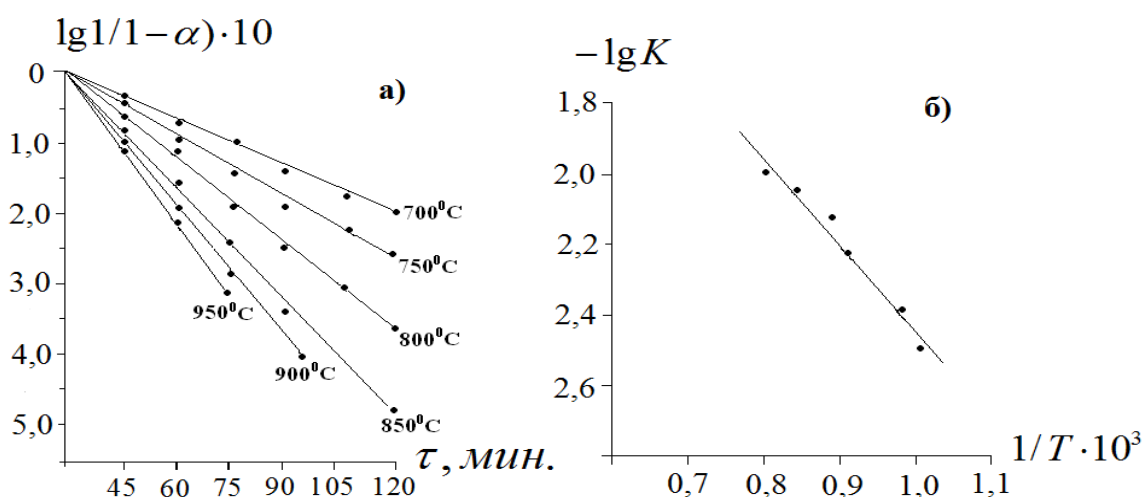 lg1/1−α)·10
0
1,0
2,0
3,0
4,0
5,0
а)
700⁰C
750⁰C
800⁰C
850⁰C
900⁰C
950⁰C
45 60 75 90 105 120
τ, мин.
−lg K
1,8
2,0
2,2
2,4
2,6
б)
0,7 0,8 0,9 1,0 1,1
1/T·10³